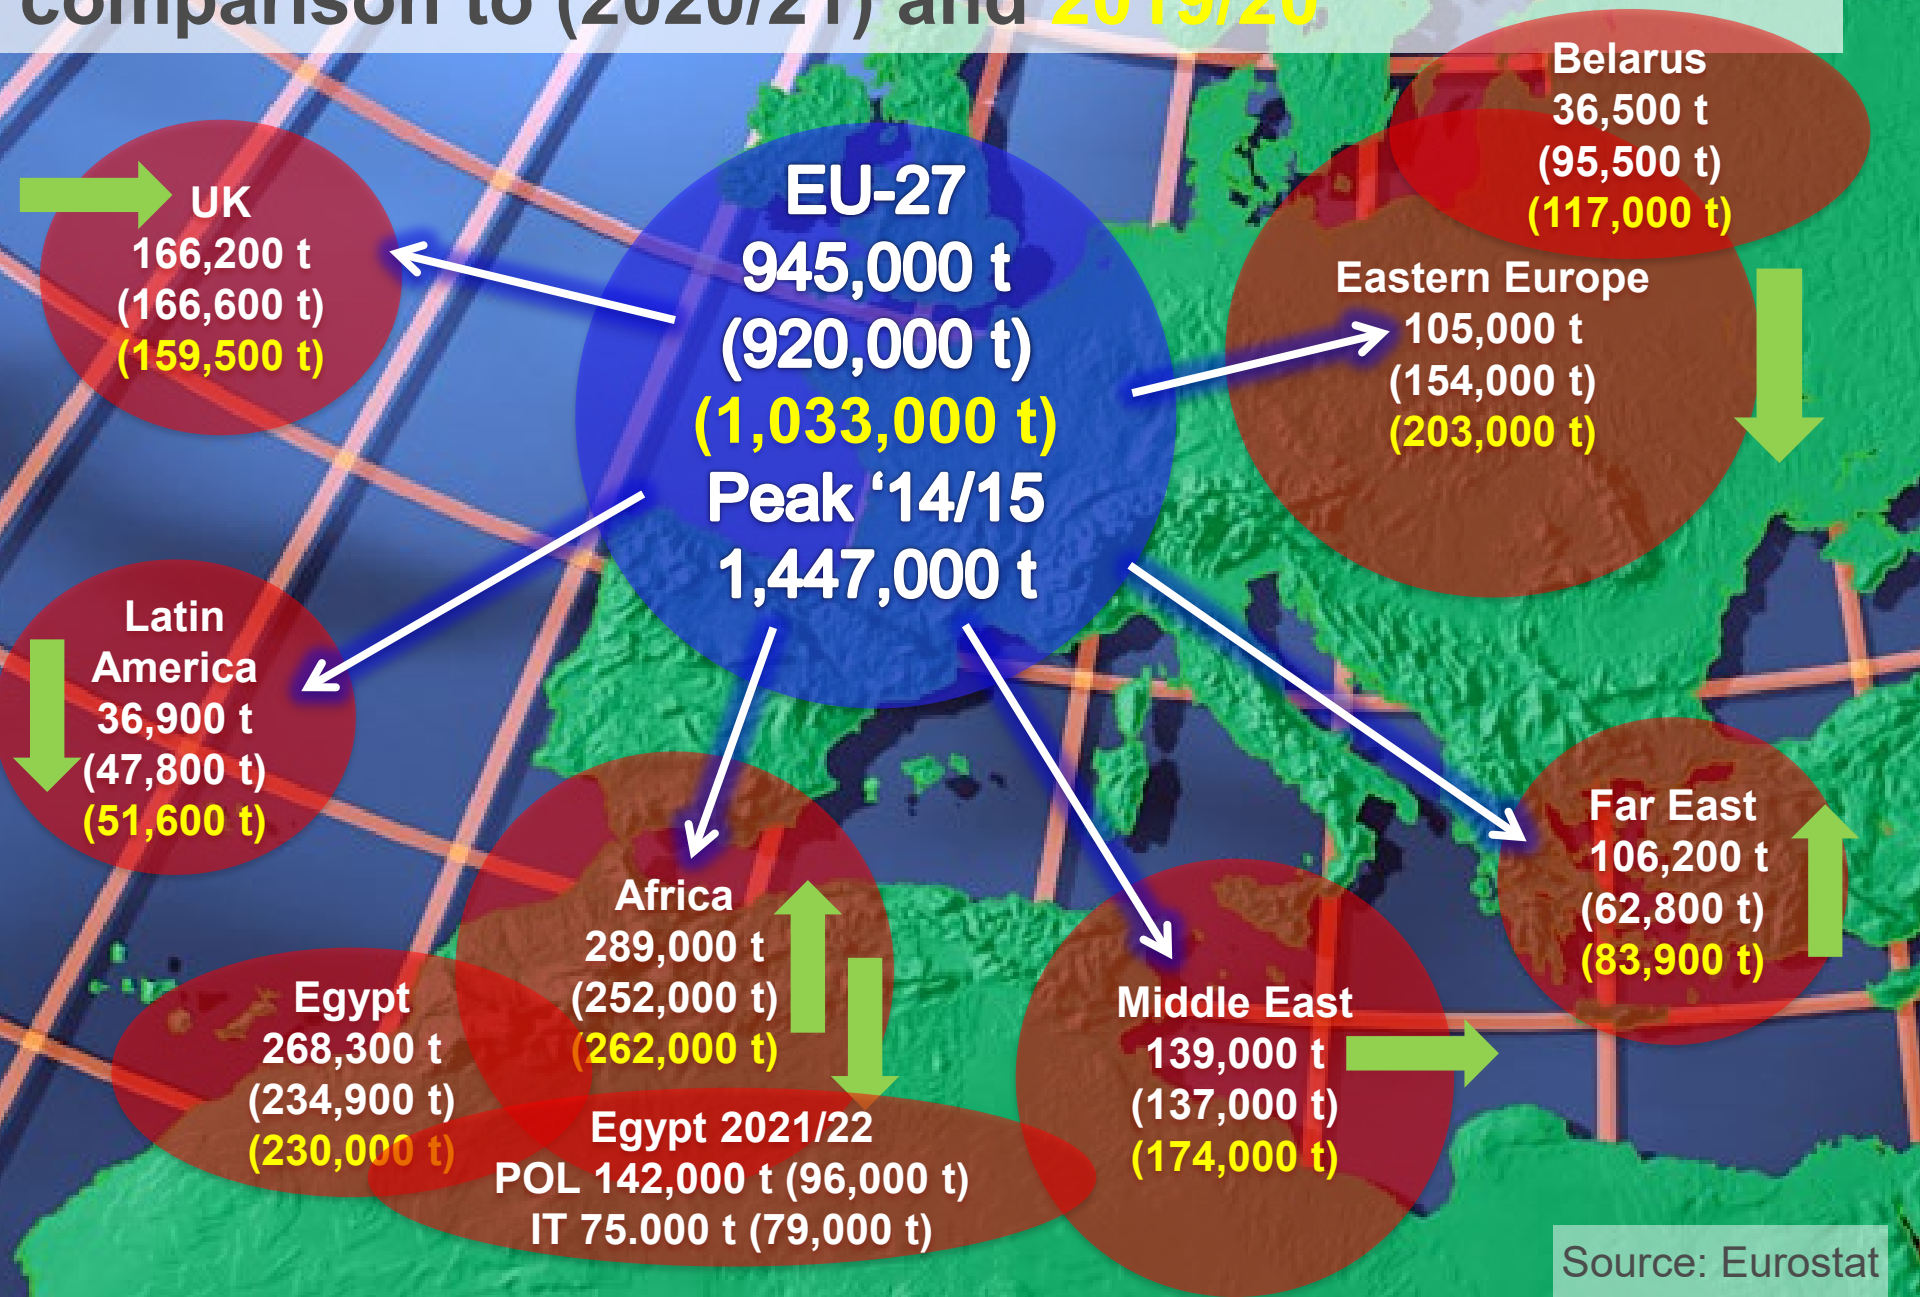 comparison to (2020/21) and 2019/20
Belarus
36,500 t
(95,500 t)
(117,000 t)
UK
166,200 t
(166,600 t)
(159,500 t)
EU-27
945,000 t
(920,000 t)
(1,033,000 t)
Peak ‘14/15
1,447,000 t
Eastern Europe
105,000 t
(154,000 t)
(203,000 t)
Latin
America
36,900 t
(47,800 t)
(51,600 t)
Far East
106,200 t
(62,800 t)
(83,900 t)
Africa
289,000 t
(252,000 t)
(262,000 t)
Egypt
268,300 t
(234,900 t)
(230,000 t)
Middle East
139,000 t
(137,000 t)
(174,000 t)
Egypt 2021/22
POL 142,000 t (96,000 t)
IT 75.000 t (79,000 t)
Source: Eurostat